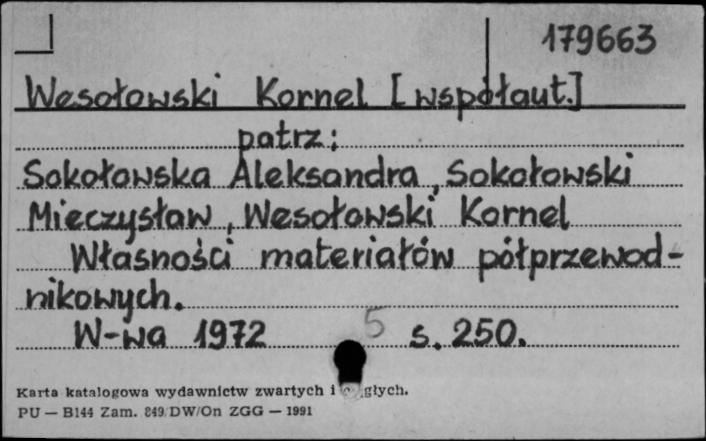 179663
Wesołowski Kornel [współaut.]
patrz:
Sokołowska Aleksandra, Sokołowski
Mieczysław, Wesołowski Kornel
Własności materiałów półprzewod-
nikowych.
W-wa 1972 5 s. 250.
Karta katalogowa wydawnictw zwartych i
PU — B144 Zam. 849/DW/On ZGG — 1991